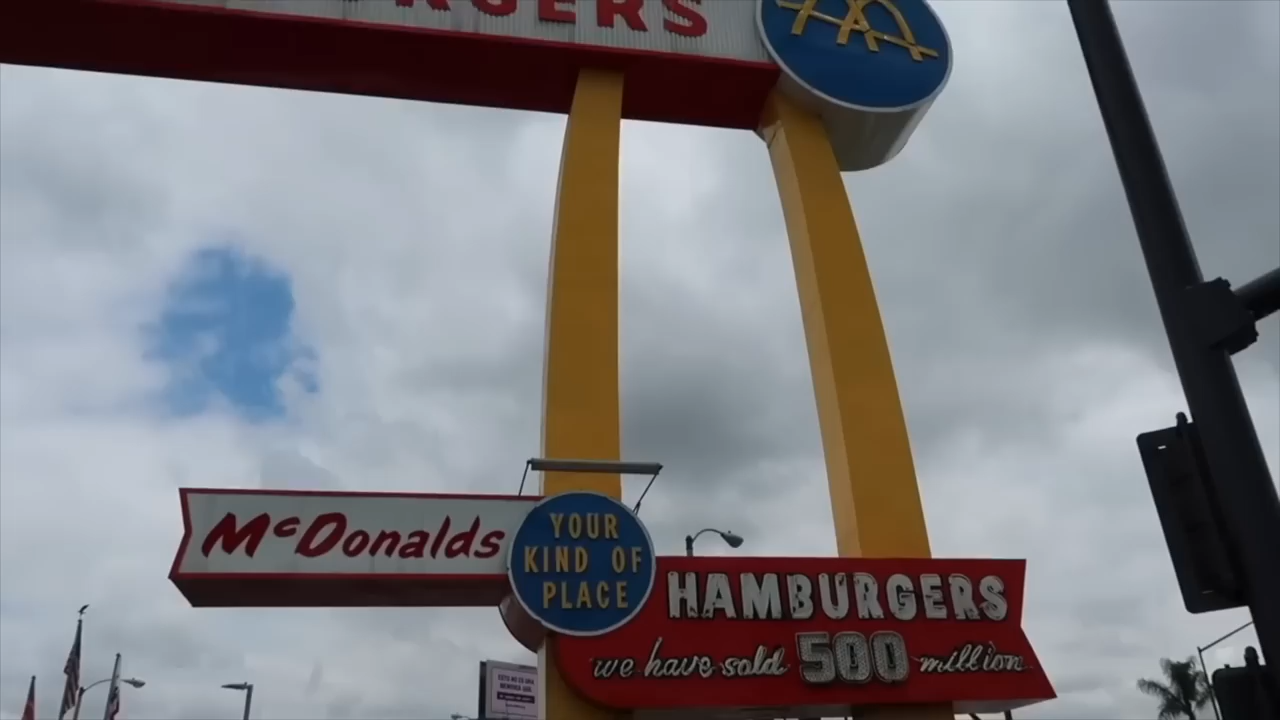 RGERS
McDonalds
YOUR
KIND OF
PLACE
HAMBURGERS
we have sold 500 million